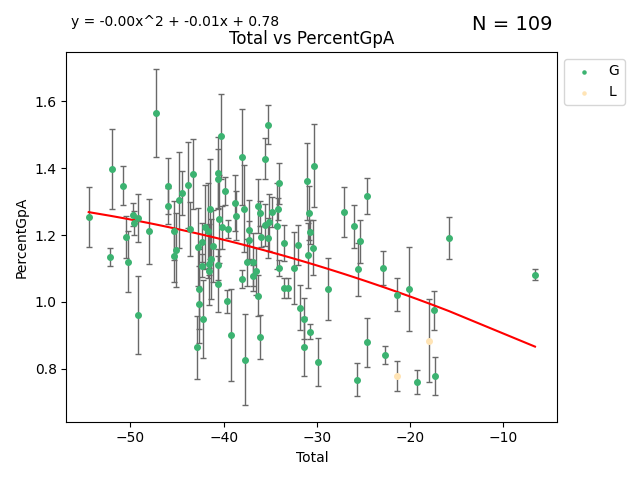 y = -0.00x^2 + -0.01x + 0.78
N = 109
Total vs PercentGpA
G
L
PercentGpA
1.6
1.4
1.2
1.0
0.8
−50
−40
−30
−20
−10
Total